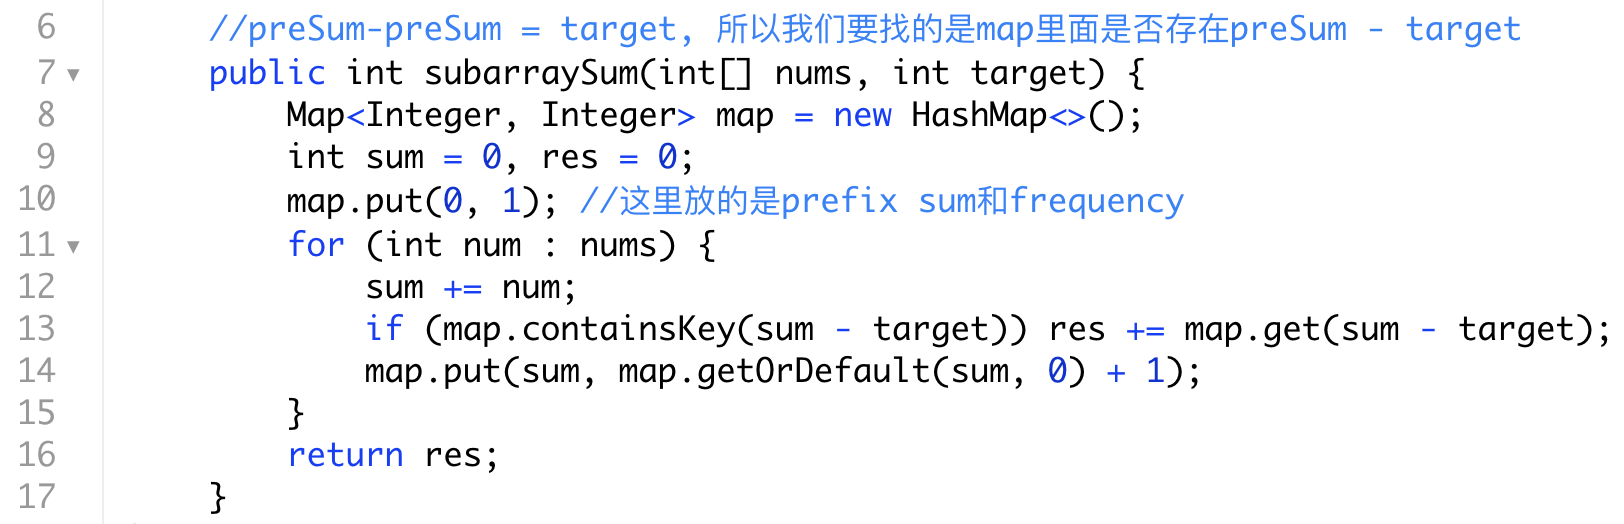 6 //preSum-preSum = target, 所以我们要找的是map里面是否存在preSum - target
7 public int subarraySum(int[] nums, int target) {
8 Map<Integer, Integer> map = new HashMap<>();
9 int sum = 0, res = 0;
10 map.put(0, 1); //这里放的是prefix sum和frequency
11 for (int num : nums) {
12 sum += num;
13 if (map.containsKey(sum - target)) res += map.get(sum - target);
14 map.put(sum, map.getOrDefault(sum, 0) + 1);
15 }
16 return res;
17 }